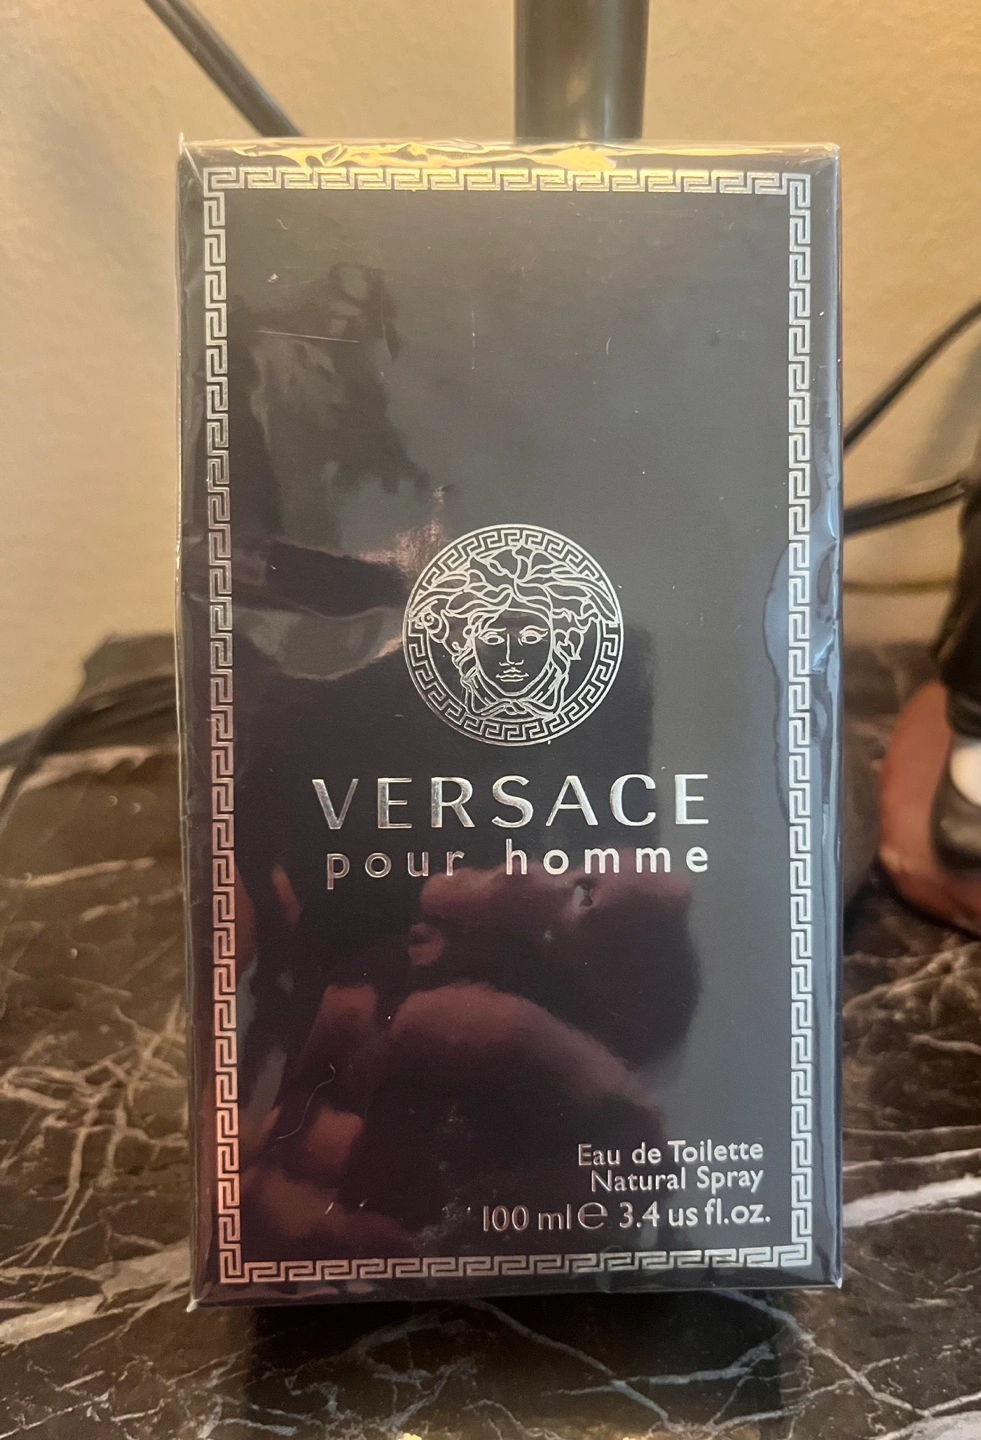 VERSACE
pour homme
Eau de Toilette
Natural Spray
100 ml ℮ 3.4 us fl.oz.